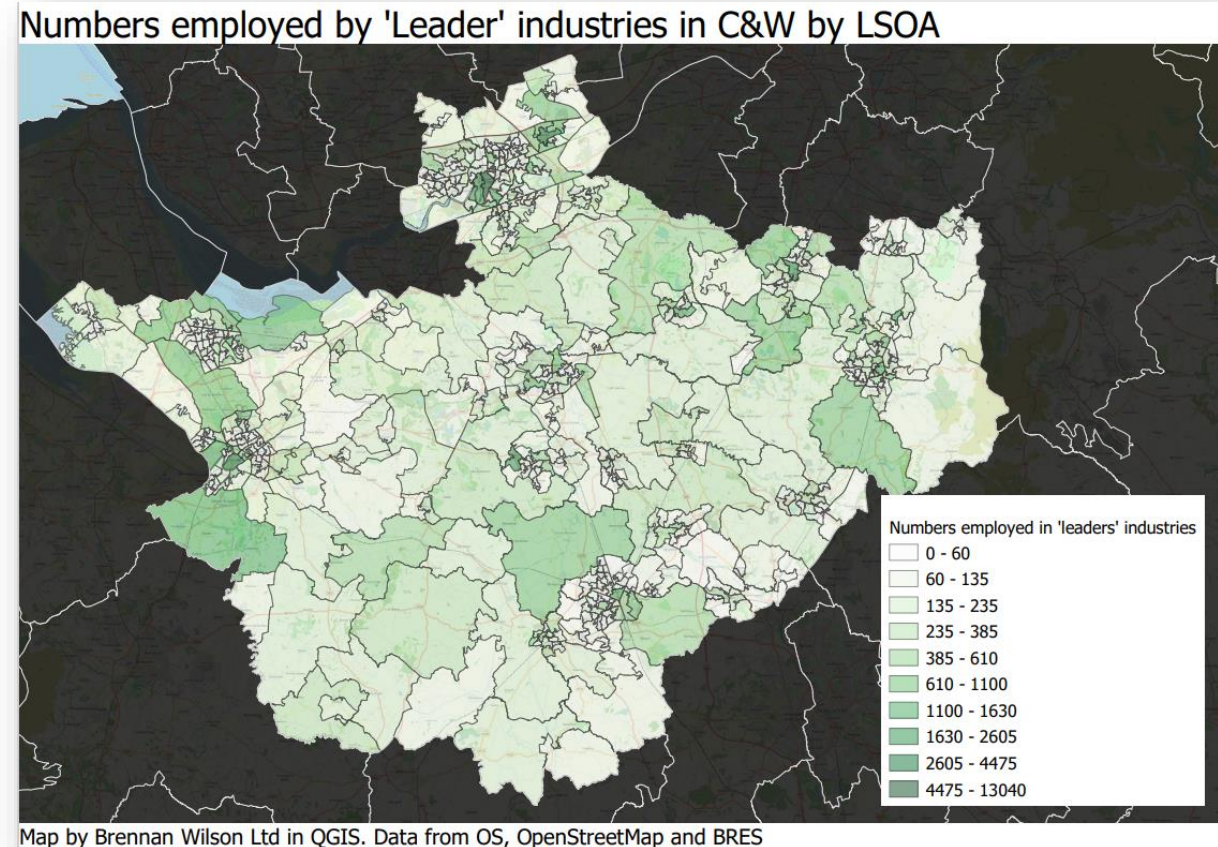 Numbers employed by 'Leader' industries in C&W by LSOA
Numbers employed in 'leaders' industries
0 - 60
60 - 135
135 - 235
235 - 385
385 - 610
610 - 1100
1100 - 1630
1630 - 2605
2605 - 4475
4475 - 13040
Map by Brennan Wilson Ltd in QGIS. Data from OS, OpenStreetMap and BRES